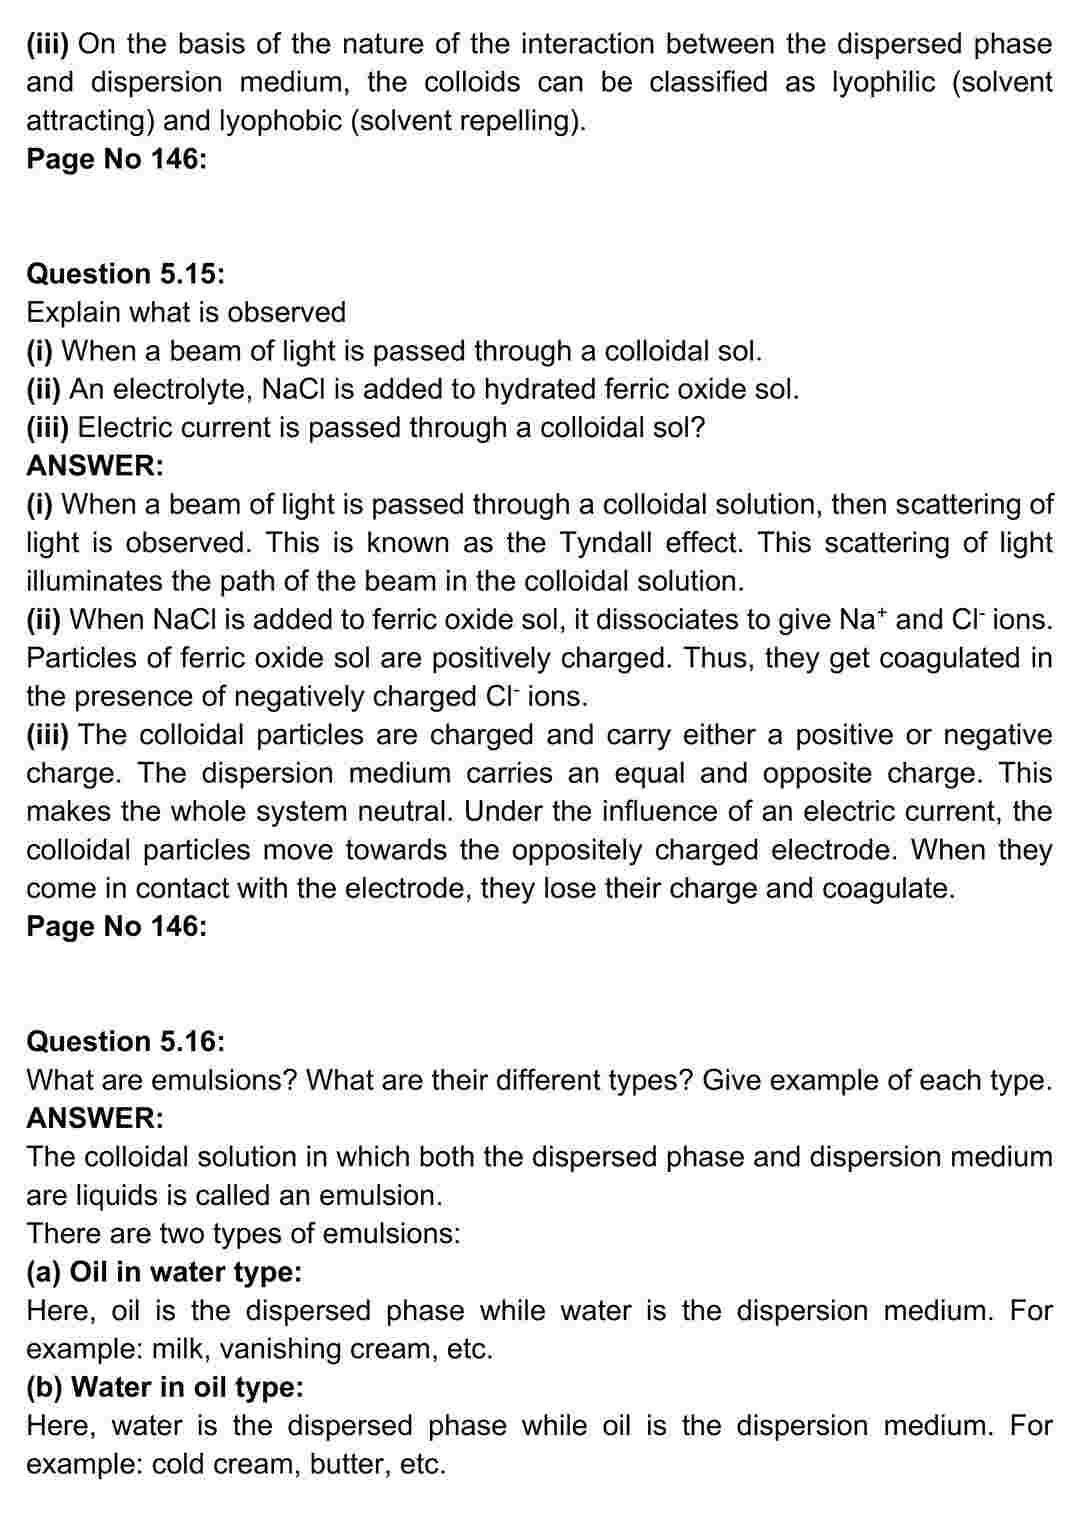 (iii) On the basis of the nature of the interaction between the dispersed phase
and dispersion medium, the colloids can be classified as lyophilic (solvent
attracting) and lyophobic (solvent repelling).
Page No 146:
Question 5.15:
Explain what is observed
(i) When a beam of light is passed through a colloidal sol.
(ii) An electrolyte, NaCl is added to hydrated ferric oxide sol.
(iii) Electric current is passed through a colloidal sol?
ANSWER:
(i) When a beam of light is passed through a colloidal solution, then scattering of
light is observed. This is known as the Tyndall effect. This scattering of light
illuminates the path of the beam in the colloidal solution.
(ii) When NaCl is added to ferric oxide sol, it dissociates to give Na⁺ and Cl⁻ ions.
Particles of ferric oxide sol are positively charged. Thus, they get coagulated in
the presence of negatively charged Cl⁻ ions.
(iii) The colloidal particles are charged and carry either a positive or negative
charge. The dispersion medium carries an equal and opposite charge. This
makes the whole system neutral. Under the influence of an electric current, the
colloidal particles move towards the oppositely charged electrode. When they
come in contact with the electrode, they lose their charge and coagulate.
Page No 146:
Question 5.16:
What are emulsions? What are their different types? Give example of each type.
ANSWER:
The colloidal solution in which both the dispersed phase and dispersion medium
are liquids is called an emulsion.
There are two types of emulsions:
(a) Oil in water type:
Here, oil is the dispersed phase while water is the dispersion medium. For
example: milk, vanishing cream, etc.
(b) Water in oil type:
Here, water is the dispersed phase while oil is the dispersion medium. For
example: cold cream, butter, etc.